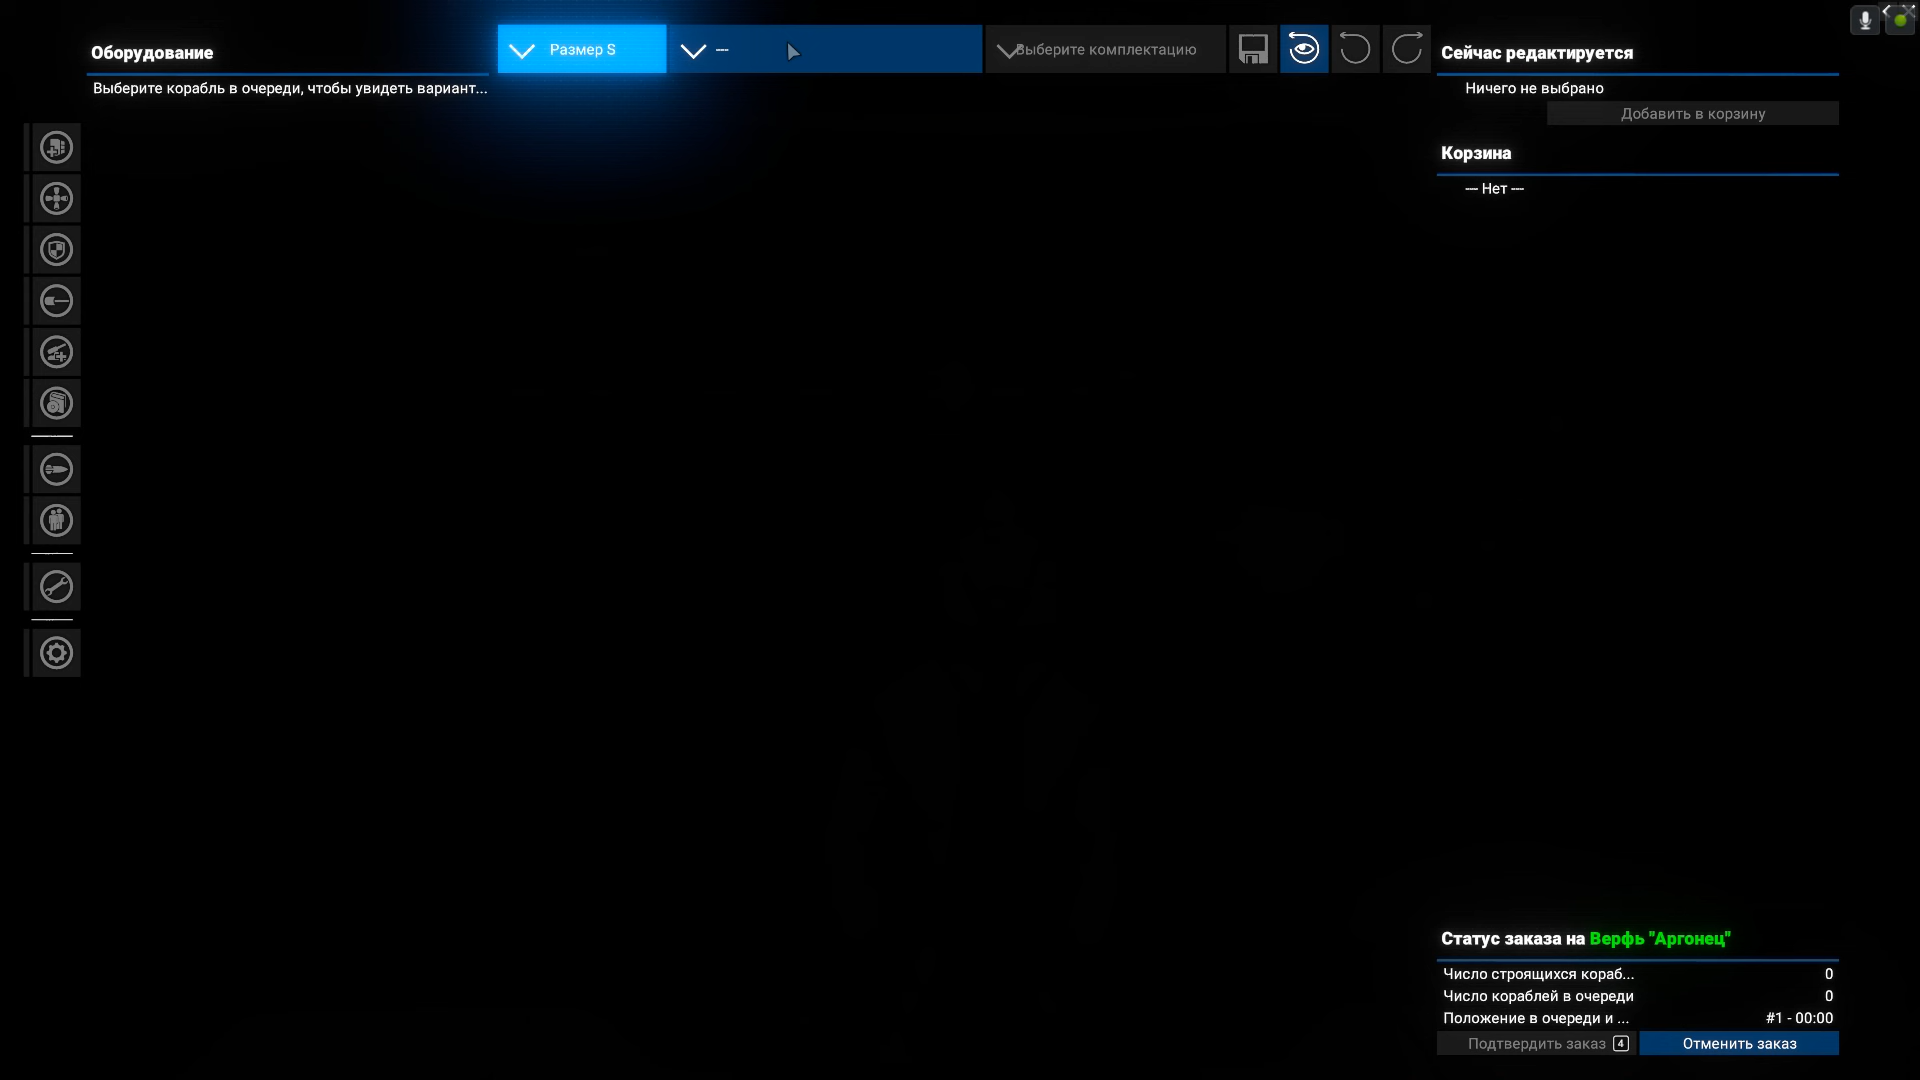 Оборудование
Выберите корабль в очереди, чтобы увидеть вариант...
Размер S
---
Выберите комплектацию
Сейчас редактируется
Ничего не выбрано
Добавить в корзину
Корзина
--- Нет ---
Статус заказа на Верфь "Аргонец"
Число строящихся кораб... 0
Число кораблей в очереди 0
Положение в очереди и ... #1 - 00:00
Подтвердить заказ 4
Отменить заказ